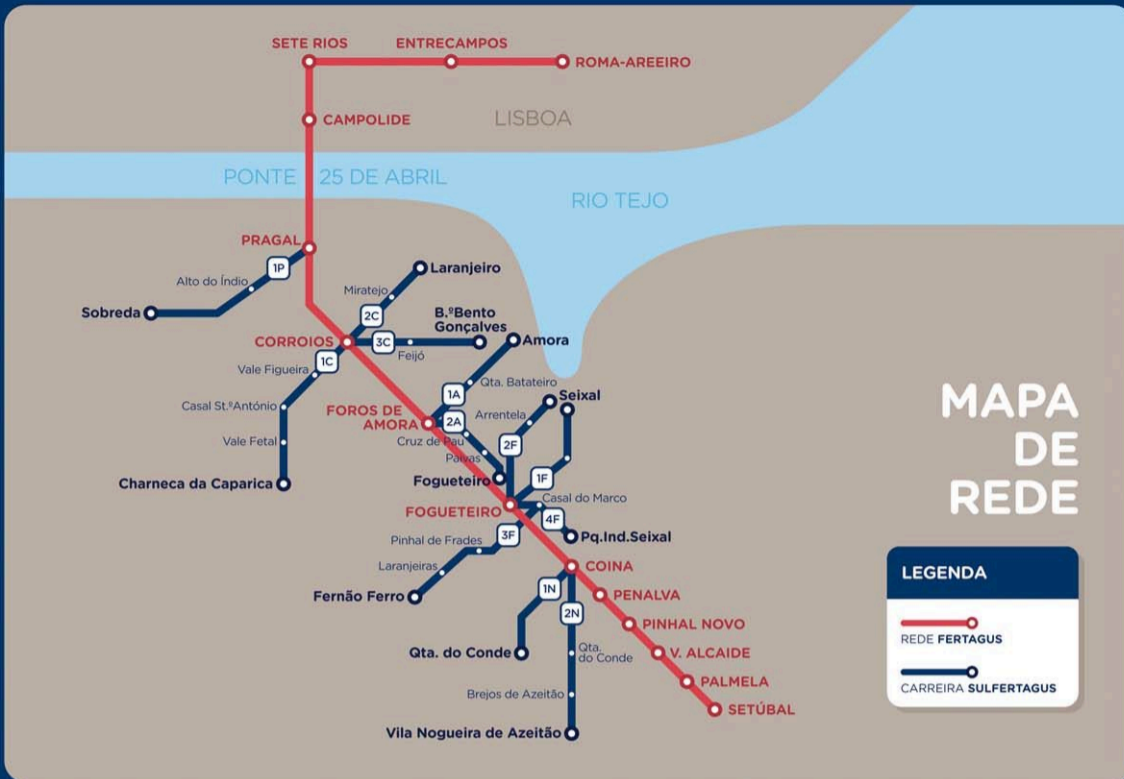 SETE RIOS
ENTRECAMPOS
ROMA-AREEIRO
CAMPOLIDE
LISBOA
PONTE 25 DE ABRIL
RIO TEJO
PRAGAL
1P
Alto do Índio
Sobreda
Laranjeiro
Miratejo
2C
B.ºBento
Gonçalves
CORROIOS
3C
Feijó
1C
Vale Figueira
Casal St.ºAntónio
Vale Fetal
Charneca da Caparica
Amora
Qta. Batateiro
1A
FOROS DE
AMORA
2A
Cruz de Pau
Paivas
Fogueteiro
Seixal
Arrentela
2F
1F
FOGUETEIRO
Casal do Marco
4F
Pq.Ind.Seixal
3F
Pinhal de Frades
Laranjeiras
Fernão Ferro
COINA
1N
2N
PENALVA
PINHAL NOVO
Qta. do Conde
Qta.
do Conde
V. ALCAIDE
PALMELA
Brejos de Azeitão
SETÚBAL
Vila Nogueira de Azeitão
MAPA
DE
REDE
LEGENDA
REDE FERTAGUS
CARREIRA SULFERTAGUS